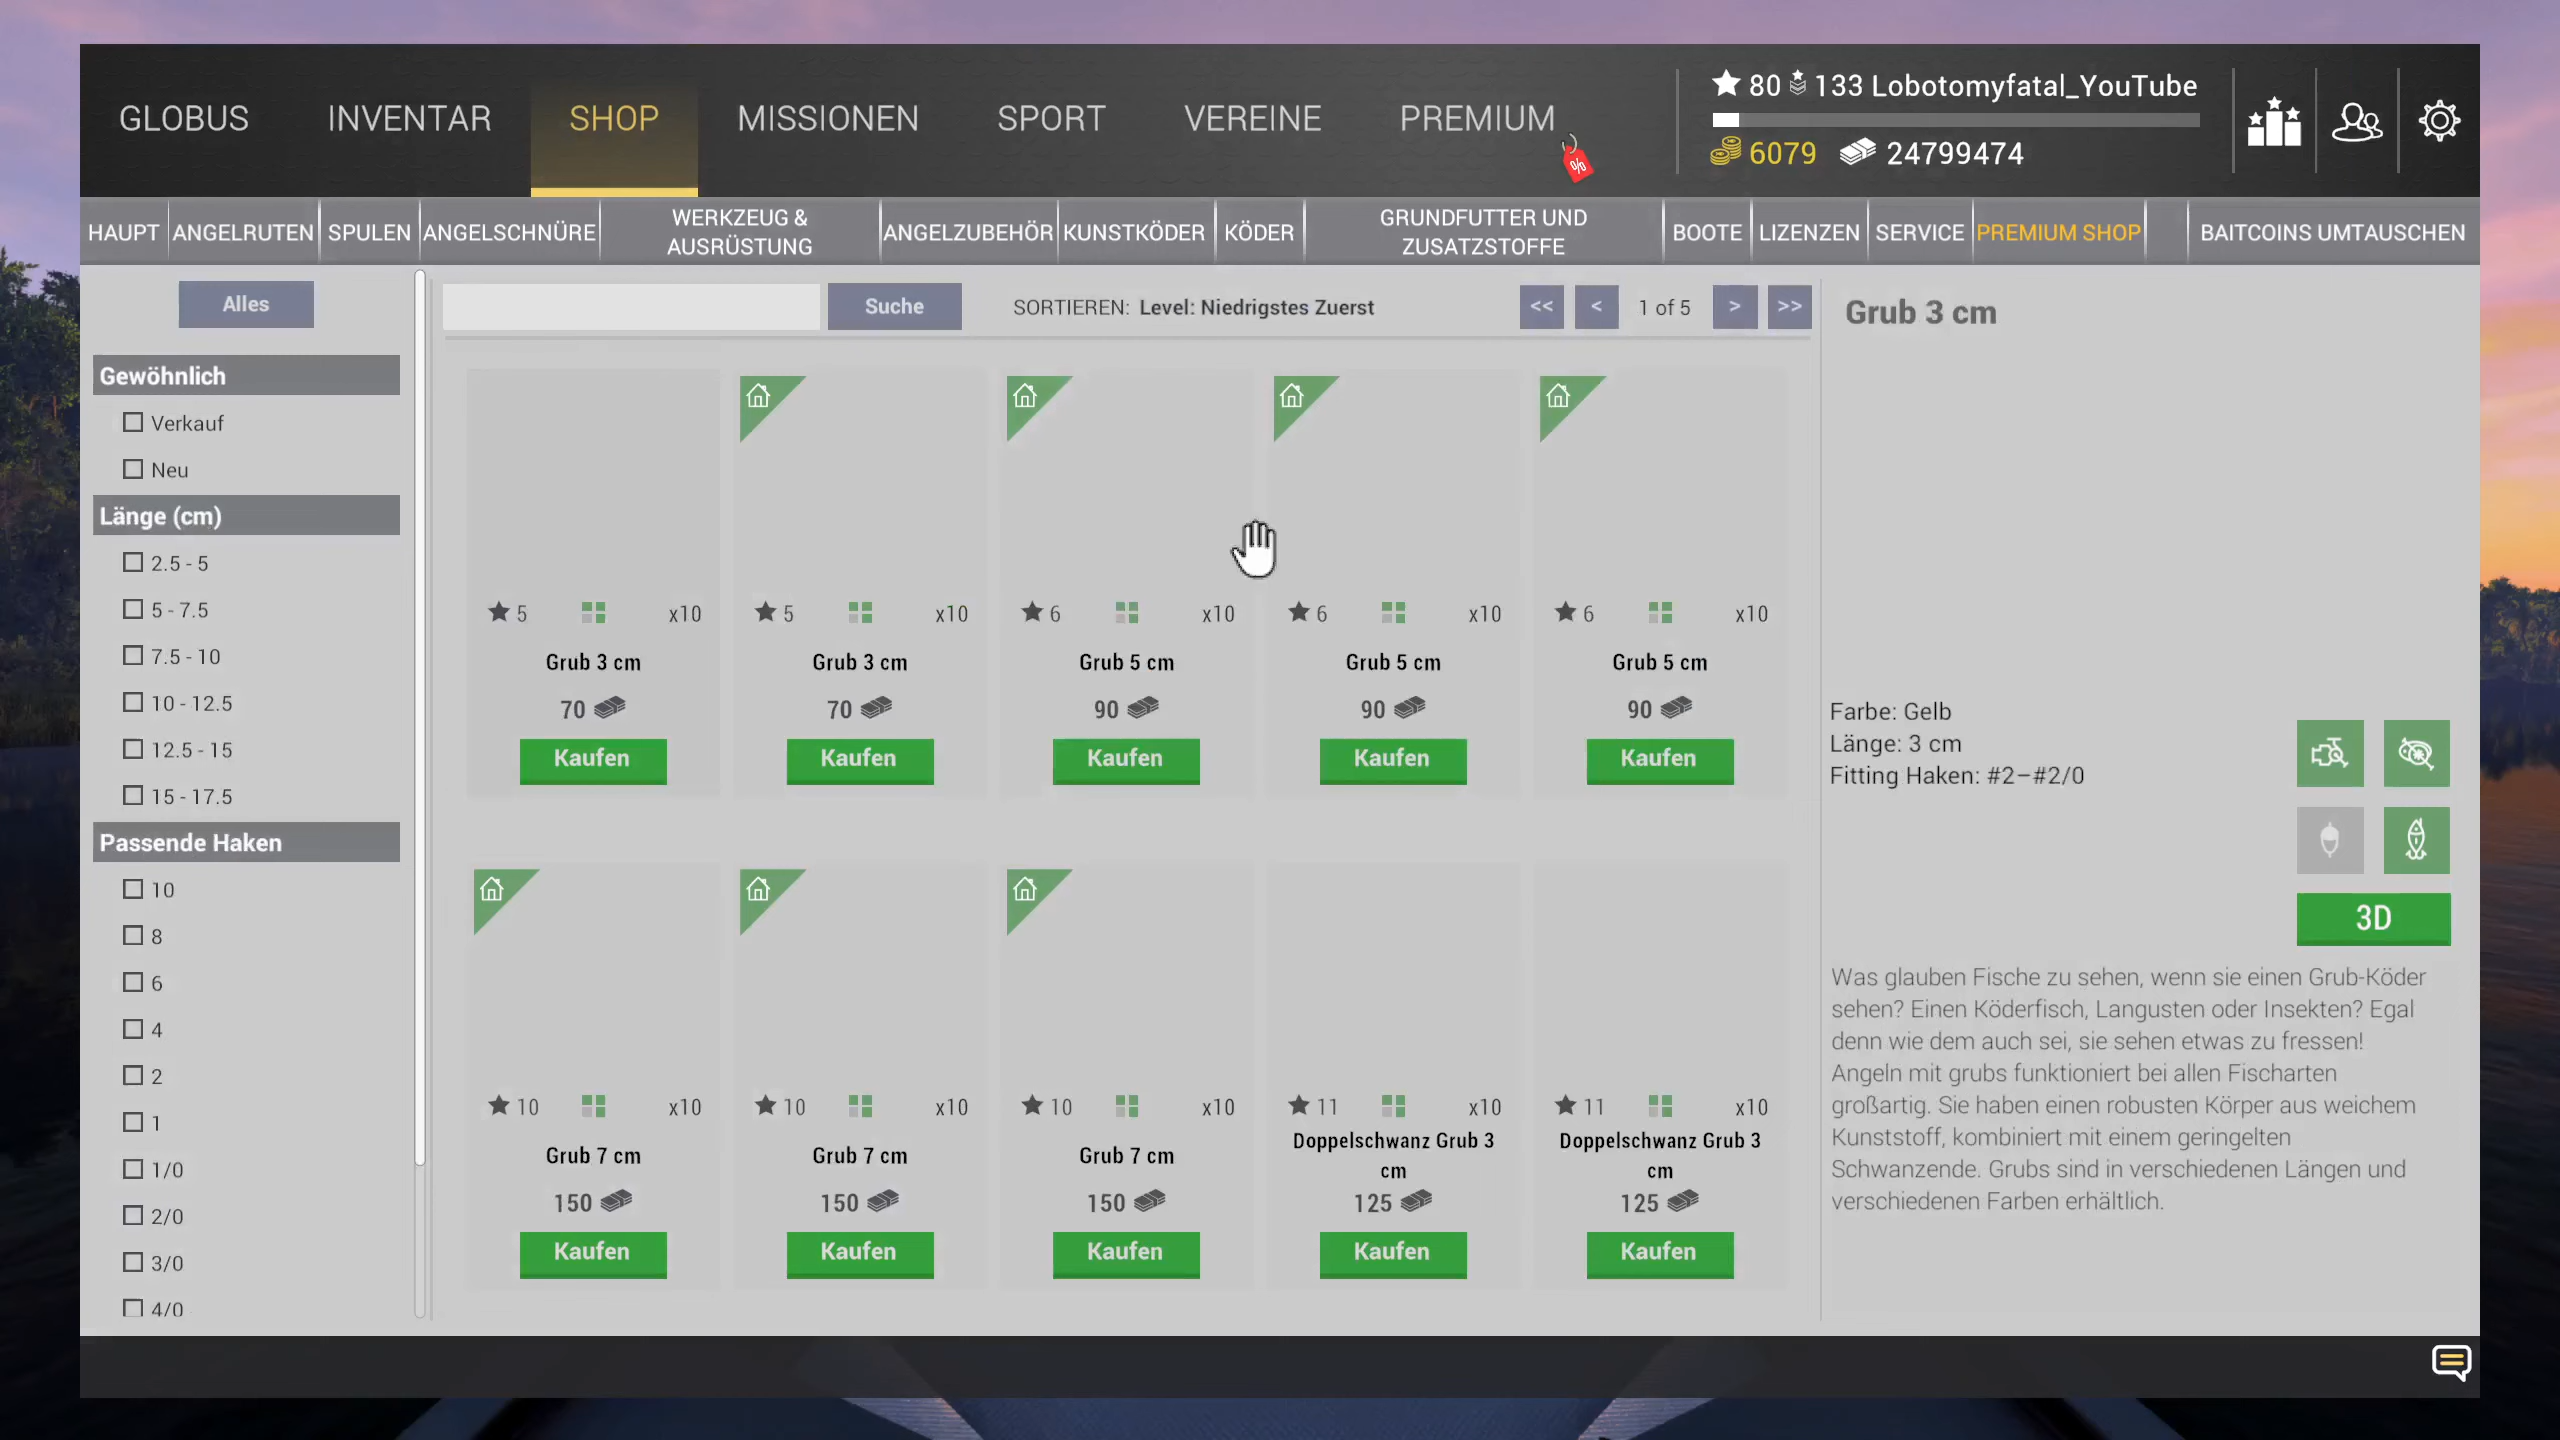 GLOBUS INVENTAR SHOP MISSIONEN SPORT VEREINE PREMIUM
%
80 133 Lobotomyfatal_YouTube
6079 24799474
HAUPT ANGELRUTEN SPULEN ANGELSCHNÜRE WERKZEUG & AUSRÜSTUNG ANGELZUBEHÖR KUNSTKÖDER KÖDER GRUNDFUTTER UND ZUSATZSTOFFE BOOTE LIZENZEN SERVICE PREMIUM SHOP BAITCOINS UMTAUSCHEN
Alles
Gewöhnlich
Verkauf
Neu
Länge (cm)
2.5 - 5
5 - 7.5
7.5 - 10
10 - 12.5
12.5 - 15
15 - 17.5
Passende Haken
10
8
6
4
2
1
1/0
2/0
3/0
4/0
Suche SORTIEREN: Level: Niedrigstes Zuerst << < 1 of 5 > >>
5 x10 5 x10 6 x10 6 x10 6 x10
Grub 3 cm Grub 3 cm Grub 5 cm Grub 5 cm Grub 5 cm
70 70 90 90 90
Kaufen Kaufen Kaufen Kaufen Kaufen
10 x10 10 x10 10 x10 11 x10 11 x10
Grub 7 cm Grub 7 cm Grub 7 cm Doppelschwanz Grub 3 cm Doppelschwanz Grub 3 cm
150 150 150 125 125
Kaufen Kaufen Kaufen Kaufen Kaufen
Grub 3 cm
Farbe: Gelb
Länge: 3 cm
Fitting Haken: #2–#2/0
3D
Was glauben Fische zu sehen, wenn sie einen Grub-Köder
sehen? Einen Köderfisch, Langusten oder Insekten? Egal
denn wie dem auch sei, sie sehen etwas zu fressen!
Angeln mit grubs funktioniert bei allen Fischarten
großartig. Sie haben einen robusten Körper aus weichem
Kunststoff, kombiniert mit einem geringelten
Schwanzende. Grubs sind in verschiedenen Längen und
verschiedenen Farben erhältlich.